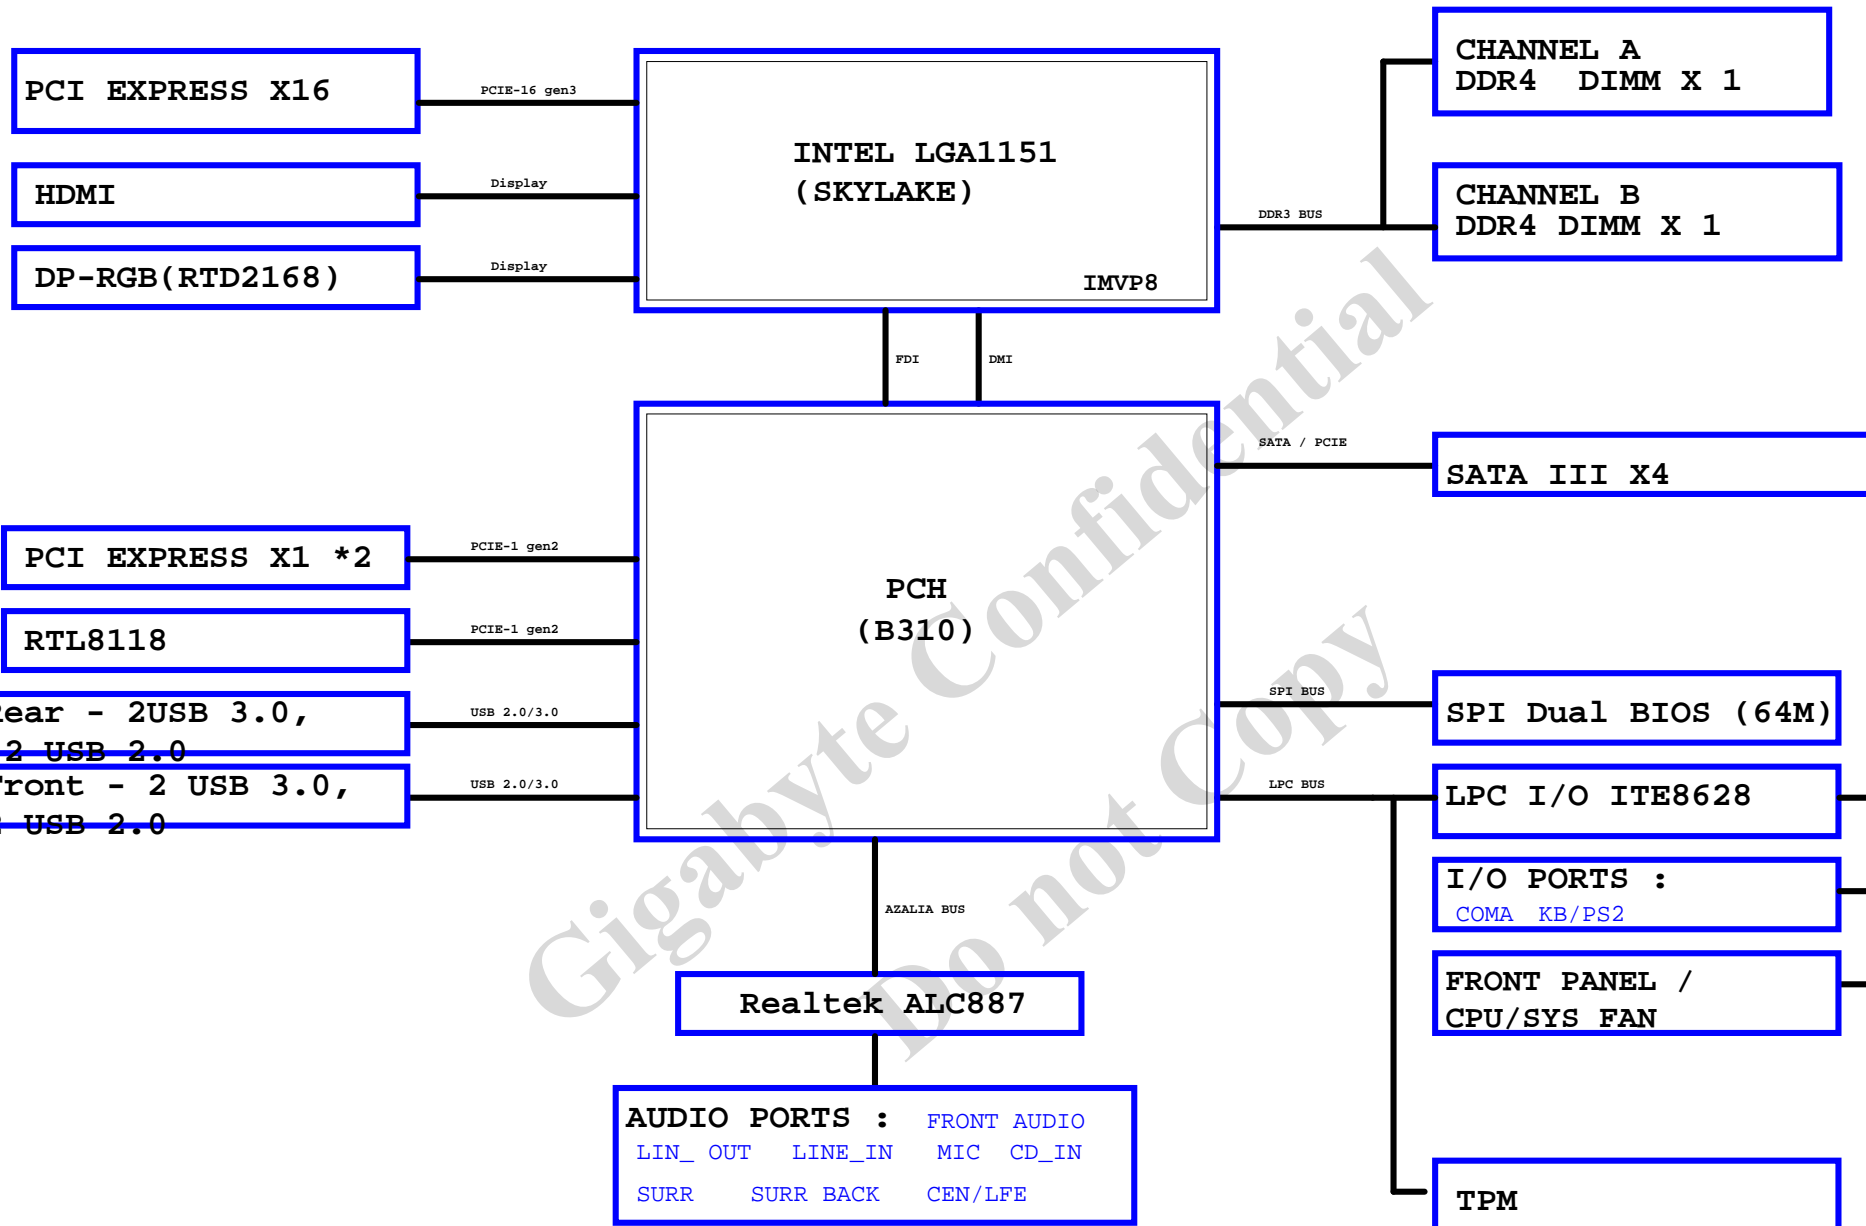 PCI EXPRESS X16
PCIE-16 gen3
HDMI
Display
DP-RGB(RTD2168)
Display
INTEL LGA1151
(SKYLAKE)
IMVP8
DDR3 BUS
CHANNEL A
DDR4 DIMM X 1
CHANNEL B
DDR4 DIMM X 1
FDI
DMI
SATA / PCIE
SATA III X4
PCI EXPRESS X1 *2
PCIE-1 gen2
RTL8118
PCIE-1 gen2
Rear - 2USB 3.0,
2 USB 2.0
USB 2.0/3.0
Front - 2 USB 3.0,
USB 2.0
USB 2.0/3.0
PCH
(B310)
SPI BUS
SPI Dual BIOS (64M)
LPC BUS
LPC I/O ITE8628
I/O PORTS :
COMA KB/PS2
FRONT PANEL /
CPU/SYS FAN
TPM
AZALIA BUS
Realtek ALC887
AUDIO PORTS : FRONT AUDIO
LIN_ OUT LINE_IN MIC CD_IN
SURR SURR BACK CEN/LFE
Gigabyte Confidential
Do not Copy